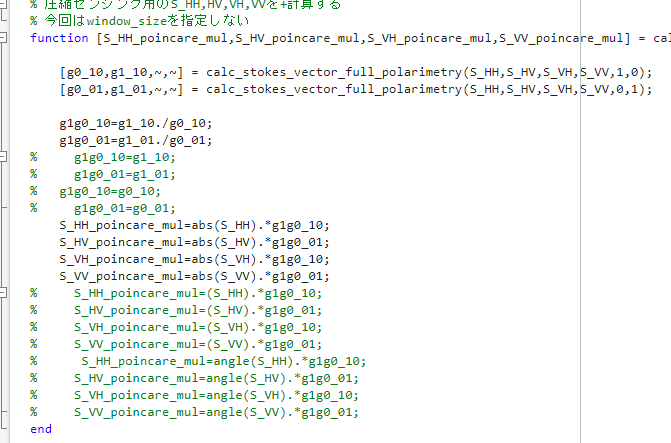 % 圧縮センシング用のS_HH,HV,VH,VVを+計算する
% 今回はwindow_sizeを指定しない
function [S_HH_poincare_mul,S_HV_poincare_mul,S_VH_poincare_mul,S_VV_poincare_mul] = cal
[g0_10,g1_10,~,~] = calc_stokes_vector_full_polarimetry(S_HH,S_HV,S_VH,S_VV,1,0);
[g0_01,g1_01,~,~] = calc_stokes_vector_full_polarimetry(S_HH,S_HV,S_VH,S_VV,0,1);
g1g0_10=g1_10./g0_10;
g1g0_01=g1_01./g0_01;
% g1g0_10=g1_10;
% g1g0_01=g1_01;
% g1g0_10=g0_10;
% g1g0_01=g0_01;
S_HH_poincare_mul=abs(S_HH).*g1g0_10;
S_HV_poincare_mul=abs(S_HV).*g1g0_01;
S_VH_poincare_mul=abs(S_VH).*g1g0_10;
S_VV_poincare_mul=abs(S_VV).*g1g0_01;
% S_HH_poincare_mul=(S_HH).*g1g0_10;
% S_HV_poincare_mul=(S_HV).*g1g0_01;
% S_VH_poincare_mul=(S_VH).*g1g0_10;
% S_VV_poincare_mul=(S_VV).*g1g0_01;
% S_HH_poincare_mul=angle(S_HH).*g1g0_10;
% S_HV_poincare_mul=angle(S_HV).*g1g0_01;
% S_VH_poincare_mul=angle(S_VH).*g1g0_10;
% S_VV_poincare_mul=angle(S_VV).*g1g0_01;
end